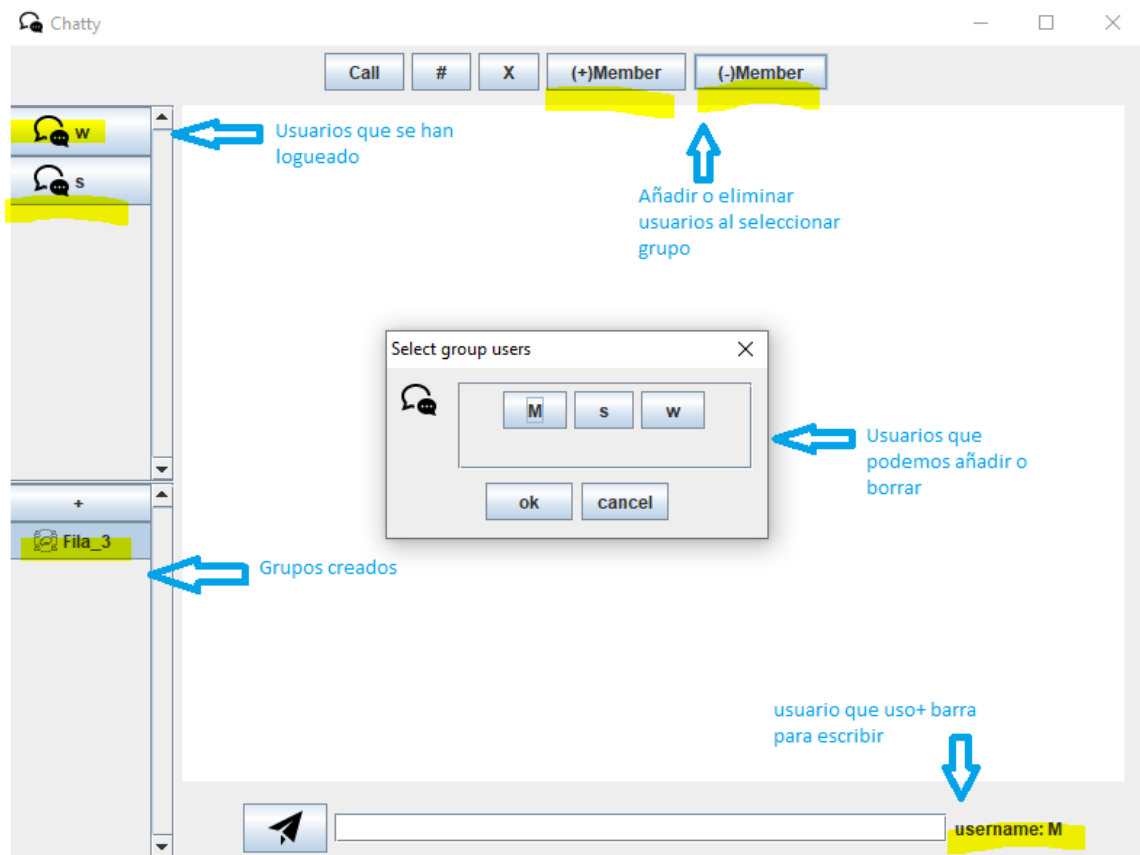 Chatty
Call # X (+)Member (-)Member
w
s
Usuarios que se han
logueado
Añadir o eliminar
usuarios al seleccionar
grupo
Select group users
M s w
ok cancel
Usuarios que
podemos añadir o
borrar
+
Fila_3
Grupos creados
usuario que uso+ barra
para escribir
username: M